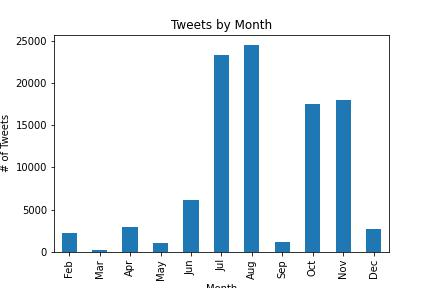 Tweets by Month
# of Tweets
25000
20000
15000
10000
5000
0
Feb
Mar
Apr
May
Jun
Jul
Aug
Sep
Oct
Nov
Dec
Month